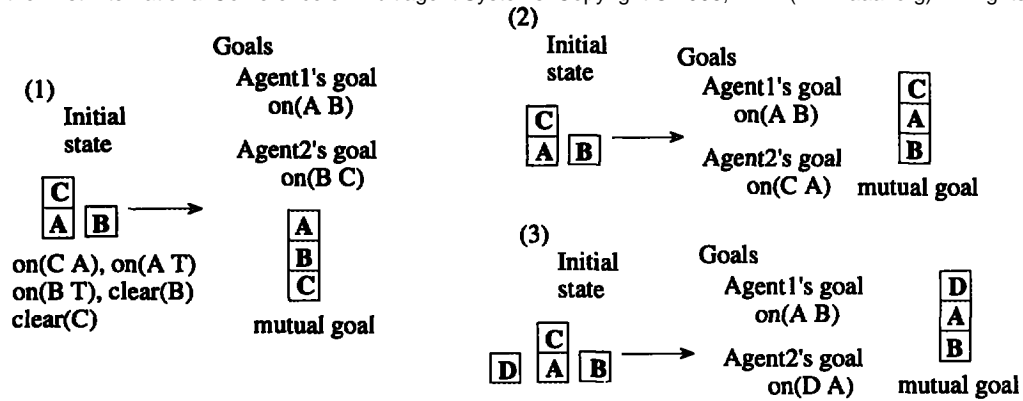 (1)
Initial
state
C
A B
on(C A), on(A T)
on(B T), clear(B)
clear(C)
Goals
Agent1's goal
on(A B)
Agent2's goal
on(B C)
A
B
C
mutual goal
(2)
Initial
state
C
A B
Goals
Agent1's goal
on(A B)
Agent2's goal
on(C A)
C
A
B
mutual goal
(3)
Initial
state
C
D A B
Goals
Agent1's goal
on(A B)
Agent2's goal
on(D A)
D
A
B
mutual goal